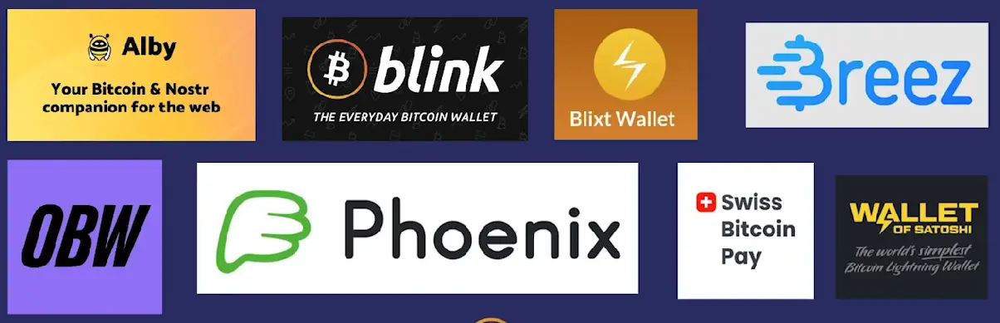 Alby
Your Bitcoin & Nostr
companion for the web
blink
THE EVERYDAY BITCOIN WALLET
Blixt Wallet
Breez
OBW
Phoenix
Swiss
Bitcoin
Pay
WALLET
OF SATOSHI
The world's simplest
Bitcoin Lightning Wallet